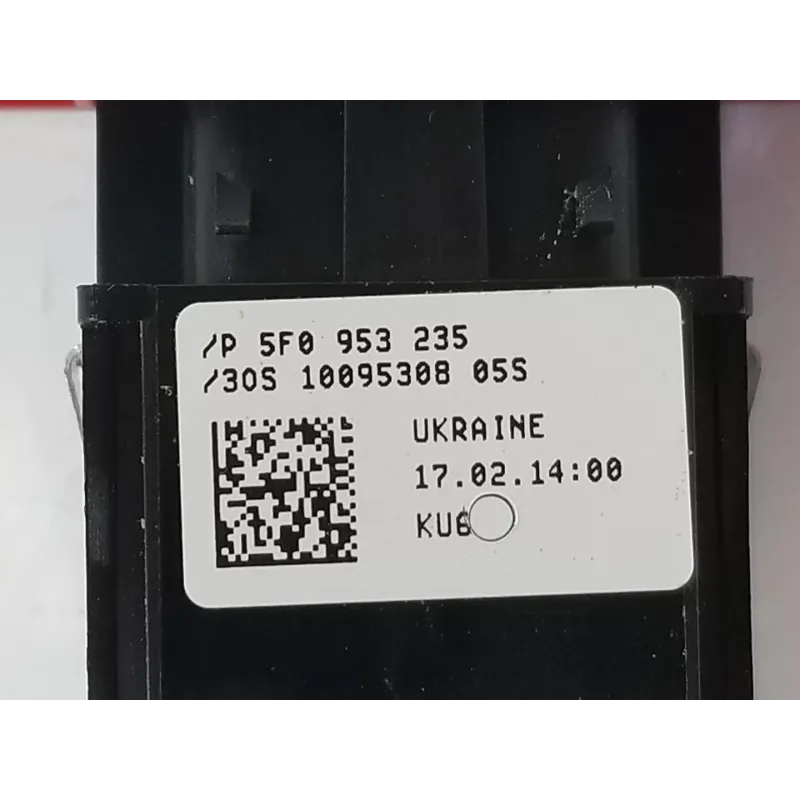 /P 5F0 953 235
/30S 10095308 05S
UKRAINE
17.02.14:00
KU6